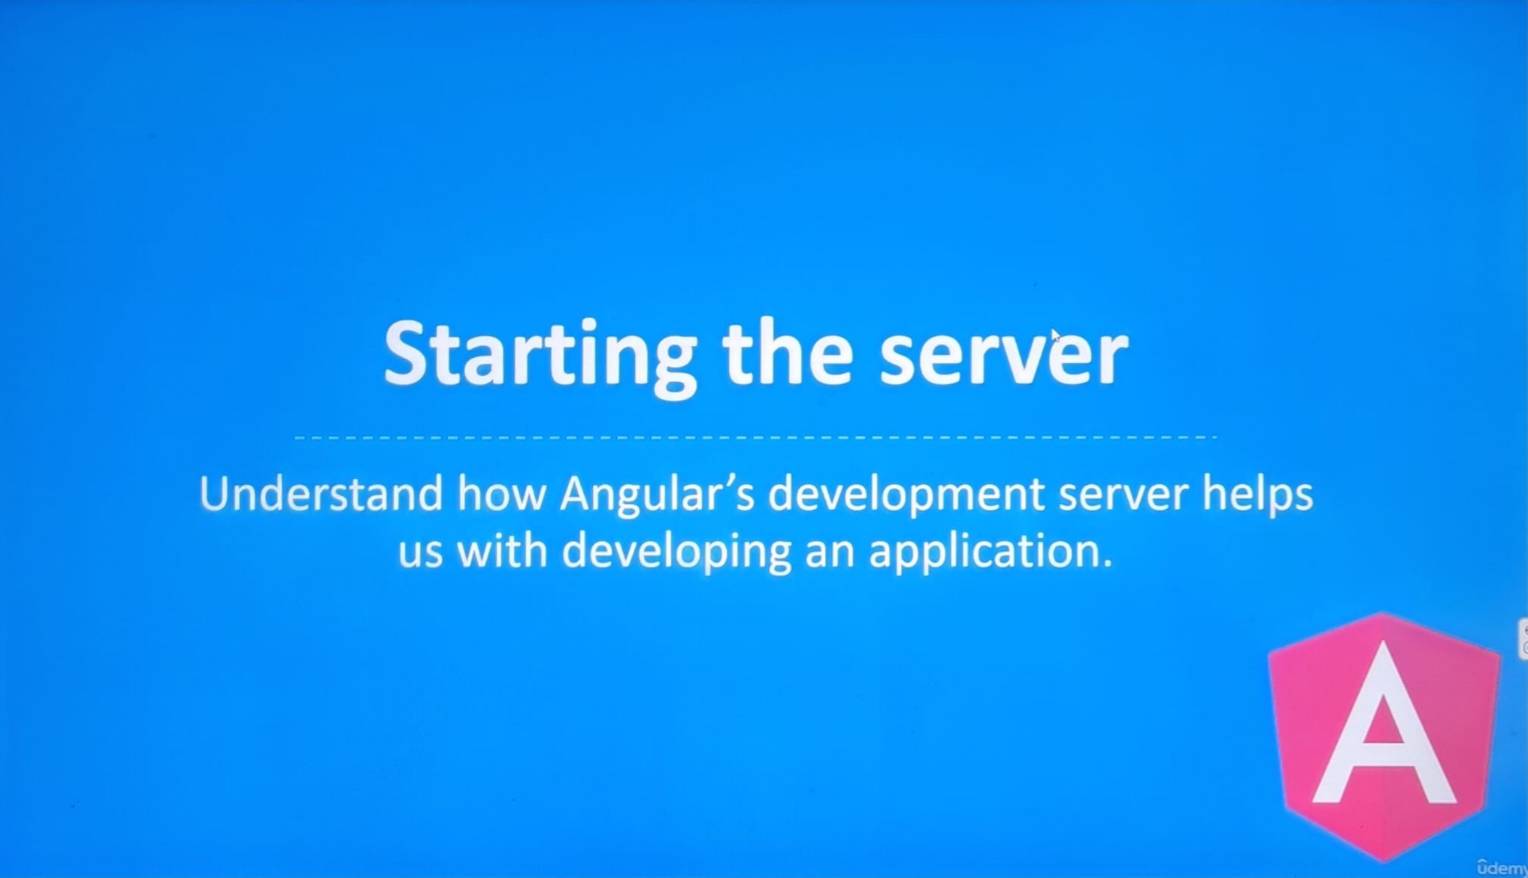 Starting the server
Understand how Angular’s development server helps
us with developing an application.
A
ûdemy